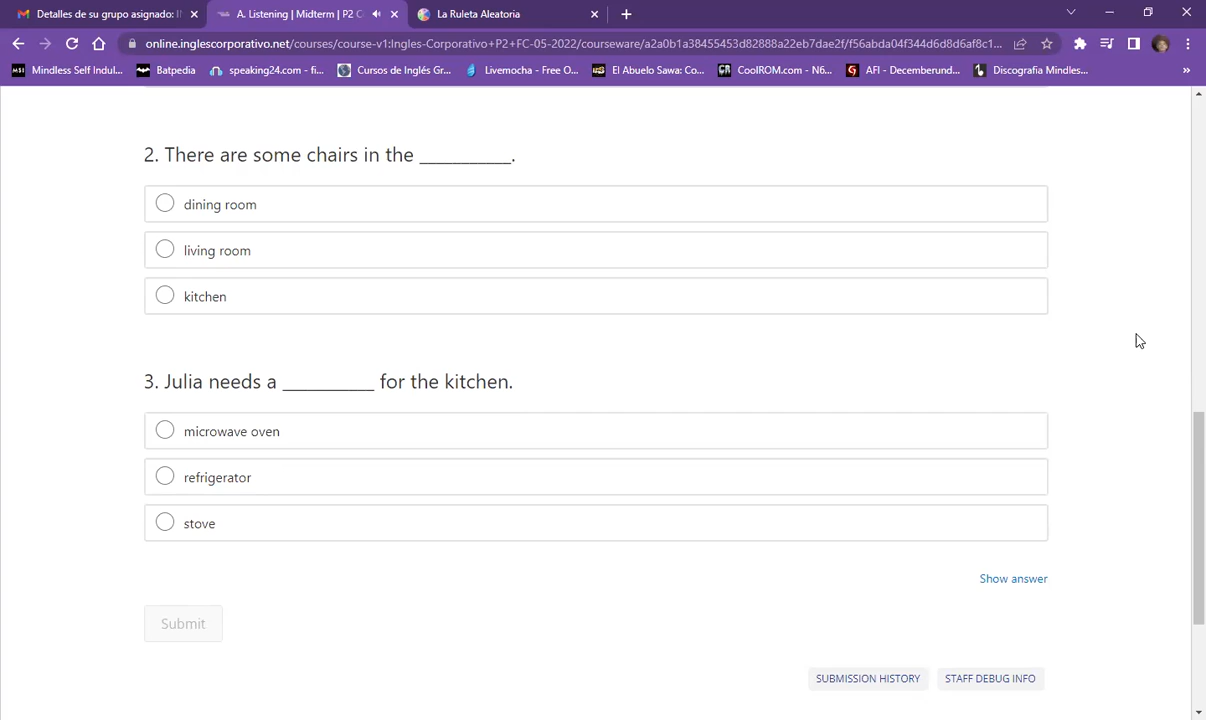 Detalles de su grupo asignado: I
A. Listening | Midterm | P2 C
La Ruleta Aleatoria
online.inglescorporativo.net/courses/course-v1:Ingles-Corporativo+P2+FC-05-2022/courseware/a2a0b1a38455453d82888a22eb7dae2f/f56abda04f344d6d8d6af8c1...
Mindless Self Indul...
Batpedia
speaking24.com - fi...
Cursos de Inglés Gr...
Livemocha - Free O...
El Abuelo Sawa: Co...
CoolROM.com - N6...
AFI - Decemberund...
Discografia Mindles...
»
2. There are some chairs in the __________.
dining room
living room
kitchen
3. Julia needs a __________ for the kitchen.
microwave oven
refrigerator
stove
Show answer
Submit
SUBMISSION HISTORY
STAFF DEBUG INFO